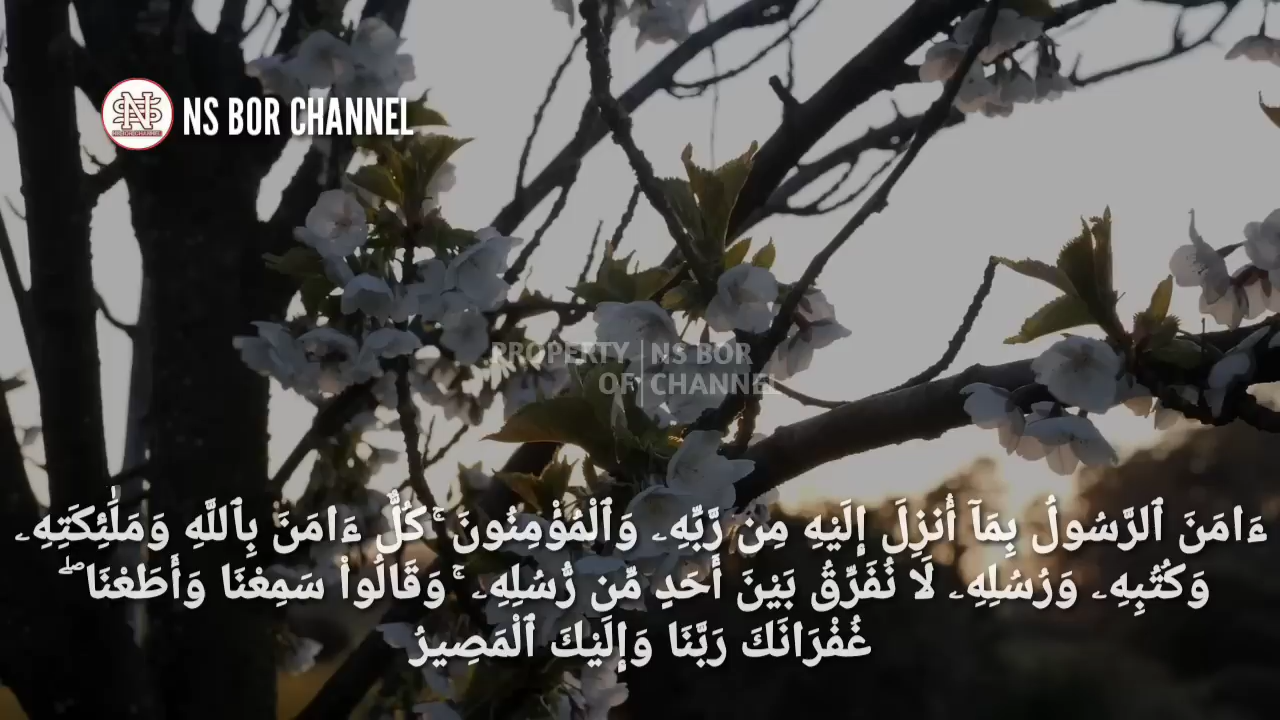 NS BOR CHANNEL
PROPERTY OF | NS BOR CHANNEL
ءَامَنَ ٱلرَّسُولُ بِمَآ أُنزِلَ إِلَيْهِ مِن رَّبِّهِۦ وَٱلْمُؤْمِنُونَ ۚ كُلٌّ ءَامَنَ بِٱللَّهِ وَمَلَٰٓئِكَتِهِۦ
وَكُتُبِهِۦ وَرُسُلِهِۦ لَا نُفَرِّقُ بَيْنَ أَحَدٍ مِّن رُّسُلِهِۦ ۚ وَقَالُوا۟ سَمِعْنَا وَأَطَعْنَا ۖ
غُفْرَانَكَ رَبَّنَا وَإِلَيْكَ ٱلْمَصِيرُ